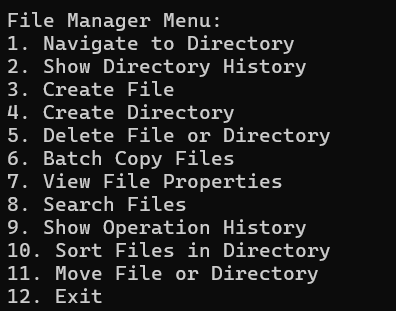 File Manager Menu:
1. Navigate to Directory
2. Show Directory History
3. Create File
4. Create Directory
5. Delete File or Directory
6. Batch Copy Files
7. View File Properties
8. Search Files
9. Show Operation History
10. Sort Files in Directory
11. Move File or Directory
12. Exit